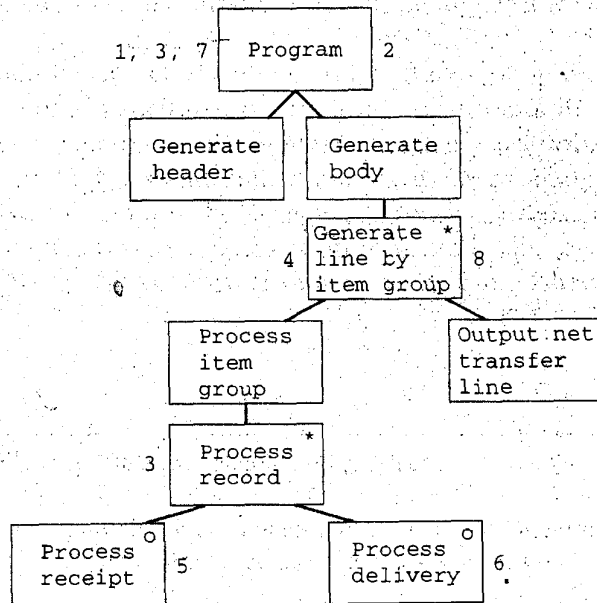 1, 3, 7 Program 2
Generate
header
Generate
body
Generate *
4 line by 8
item group
Process
item
group
Output net
transfer
line
Process *
3 record
Process o
receipt 5
Process o
delivery 6